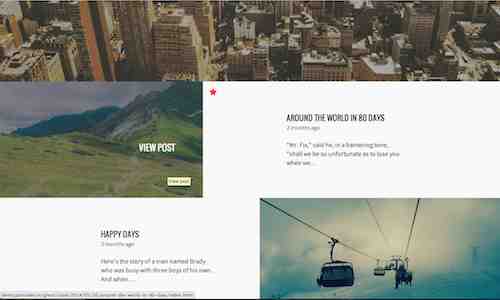 AROUND THE WORLD IN 80 DAYS
2 months ago
"Mr. Fix," said he, in a bantering tone,
"shall we be so unfortunate as to lose you
when we...
VIEW POST
View post
HAPPY DAYS
2 months ago
Here's the story of a man named Brady
who was busy with three boys of his own.
And when ...